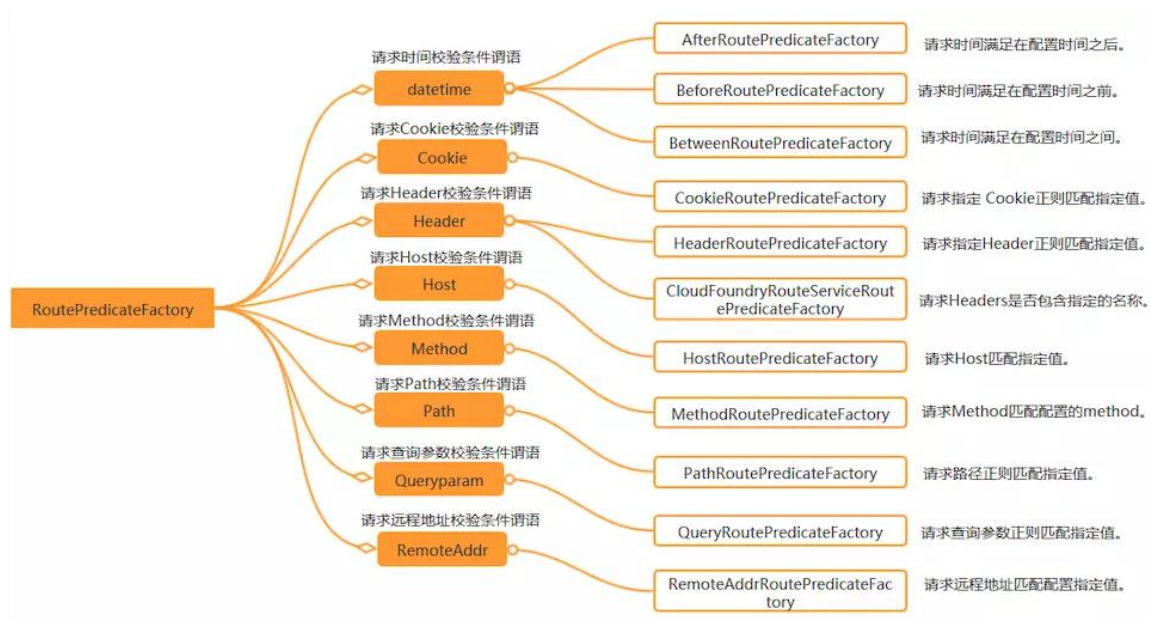 RoutePredicateFactory
请求时间校验条件谓语
datetime
AfterRoutePredicateFactory
请求时间满足在配置时间之后。
BeforeRoutePredicateFactory
请求时间满足在配置时间之前。
BetweenRoutePredicateFactory
请求时间满足在配置时间之间。
请求Cookie校验条件谓语
Cookie
CookieRoutePredicateFactory
请求指定 Cookie正则匹配指定值。
请求Header校验条件谓语
Header
HeaderRoutePredicateFactory
请求指定Header正则匹配指定值。
CloudFoundryRouteServiceRout
ePredicateFactory
请求Headers是否包含指定的名称。
请求Host校验条件谓语
Host
HostRoutePredicateFactory
请求Host匹配指定值。
请求Method校验条件谓语
Method
MethodRoutePredicateFactory
请求Method匹配配置的method。
请求Path校验条件谓语
Path
PathRoutePredicateFactory
请求路径正则匹配指定值。
请求查询参数校验条件谓语
Queryparam
QueryRoutePredicateFactory
请求查询参数正则匹配指定值。
请求远程地址校验条件谓语
RemoteAddr
RemoteAddrRoutePredicateFac
tory
请求远程地址匹配配置指定值。